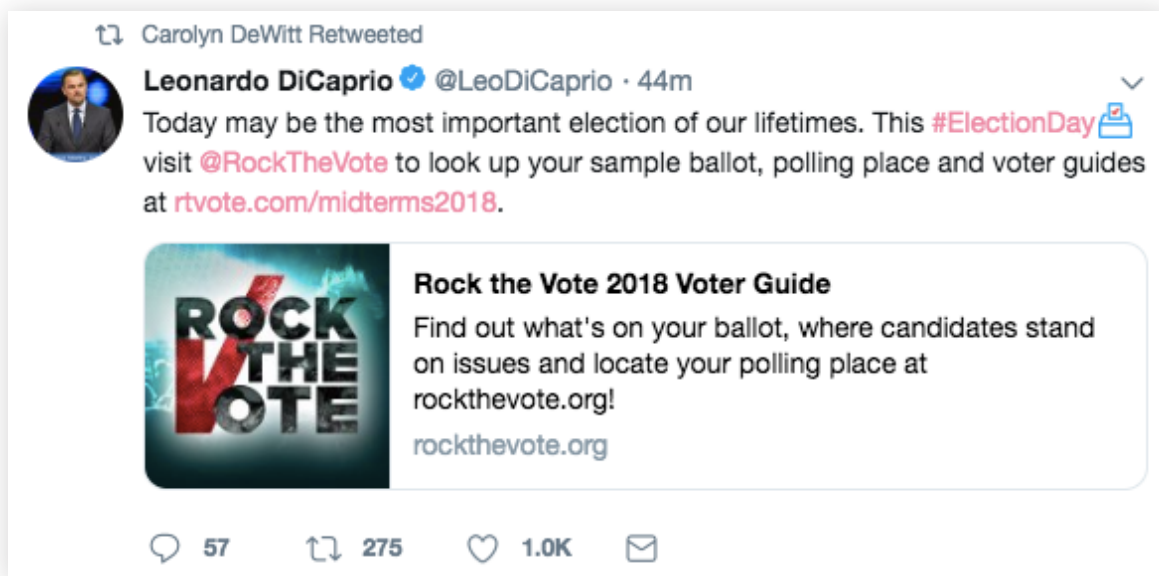 Carolyn DeWitt Retweeted
Leonardo DiCaprio @LeoDiCaprio · 44m
Today may be the most important election of our lifetimes. This #ElectionDay
visit @RockTheVote to look up your sample ballot, polling place and voter guides
at rtvote.com/midterms2018.
ROCK
THE
VOTE
Rock the Vote 2018 Voter Guide
Find out what's on your ballot, where candidates stand
on issues and locate your polling place at
rockthevote.org!
rockthevote.org
57 275 1.0K